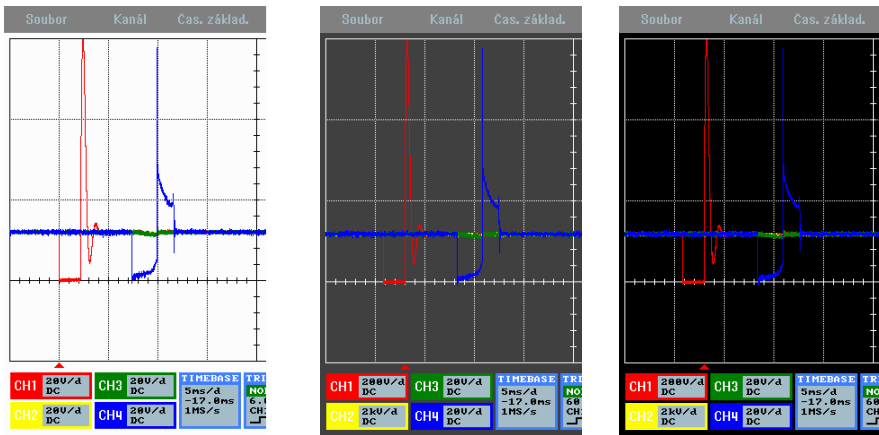 Soubor Kanál Čas. základ.
CH1 20V/d DC CH3 20V/d DC TIMEBASE 5ms/d -17.0ms 1MS/s
CH2 20V/d DC CH4 20V/d DC
Soubor Kanál Čas. základ.
CH1 200V/d DC CH3 20V/d DC TIMEBASE 5ms/d -17.0ms 1MS/s
CH2 2kV/d DC CH4 20V/d DC
Soubor Kanál Čas. základ.
CH1 200V/d DC CH3 20V/d DC TIMEBASE 5ms/d -17.0ms 1MS/s
CH2 2kV/d DC CH4 20V/d DC